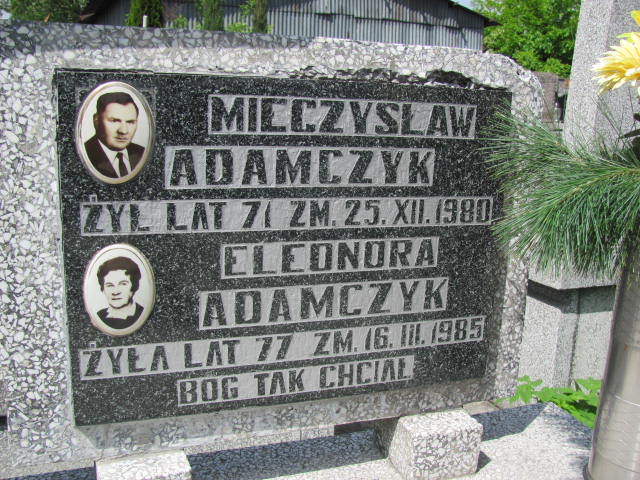 MIECZYSŁAW
ADAMCZYK
ŻYŁ LAT 71 ZM. 25. XII. 1980
ELEONORA
ADAMCZYK
ŻYŁA LAT 77 ZM. 16. III. 1985
BÓG TAK CHCIAŁ